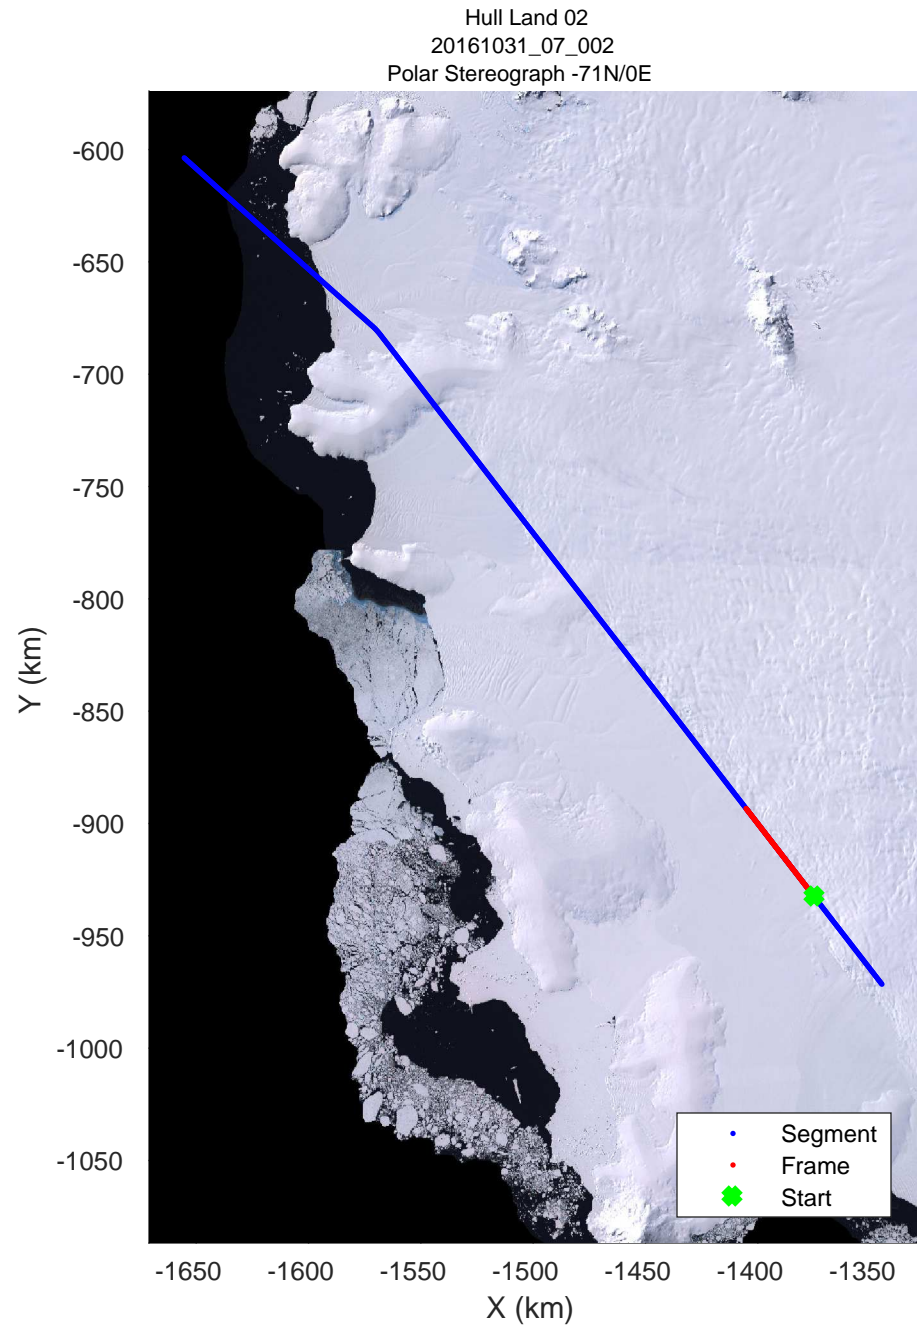 Hull Land 02
20161031_07_002
Polar Stereograph -71N/0E
-600
-650
-700
-750
-800
-850
-900
-950
-1000
-1050
Y (km)
-1650 -1600 -1550 -1500 -1450 -1400 -1350
X (km)
Segment
Frame
Start